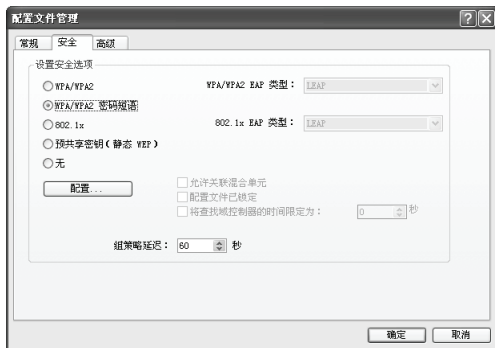 配置文件管理
常规 安全 高级
设置安全选项
WPA/WPA2 WPA/WPA2 EAP 类型： LEAP
WPA/WPA2 密码短语
802.1x 802.1x EAP 类型： LEAP
预共享密钥(静态 WEP)
无
配置... 允许关联混合单元
配置文件已锁定
将查找域控制器的时间限定为： 0 秒
组策略延迟： 60 秒
确定 取消